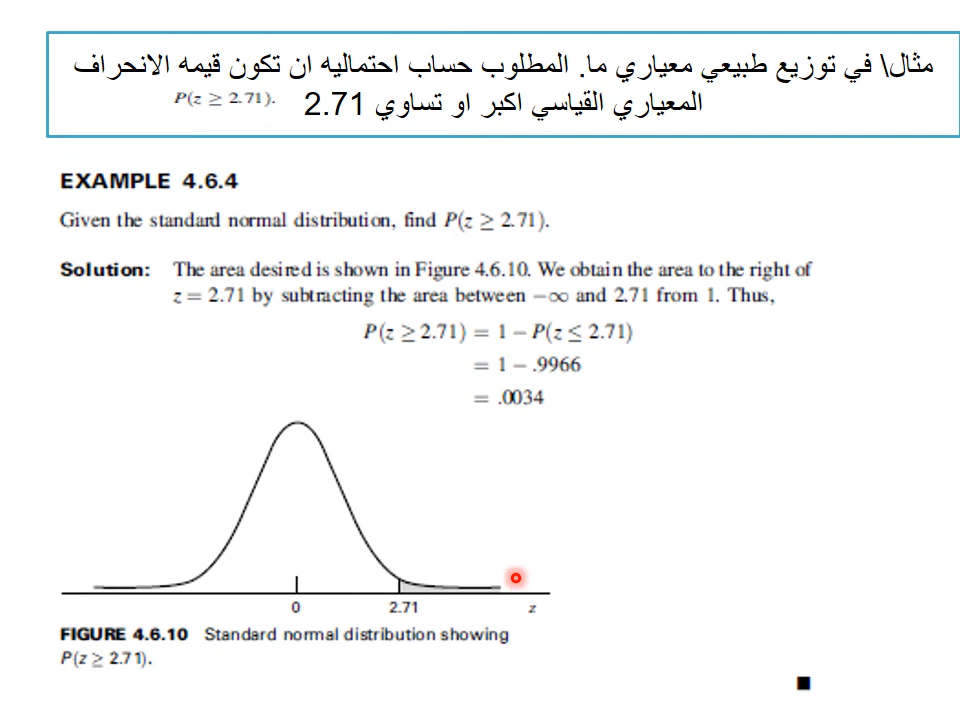 مثال\ في توزيع طبيعي معياري ما. المطلوب حساب احتماليه ان تكون قيمه الانحراف
المعياري القياسي اكبر او تساوي 2.71 P(z ≥ 2.71).
EXAMPLE 4.6.4
Given the standard normal distribution, find P(z ≥ 2.71).
Solution: The area desired is shown in Figure 4.6.10. We obtain the area to the right of
z = 2.71 by subtracting the area between −∞ and 2.71 from 1. Thus,
P(z ≥ 2.71) = 1 − P(z ≤ 2.71)
= 1 − .9966
= .0034
0 2.71 z
FIGURE 4.6.10 Standard normal distribution showing
P(z ≥ 2.71).